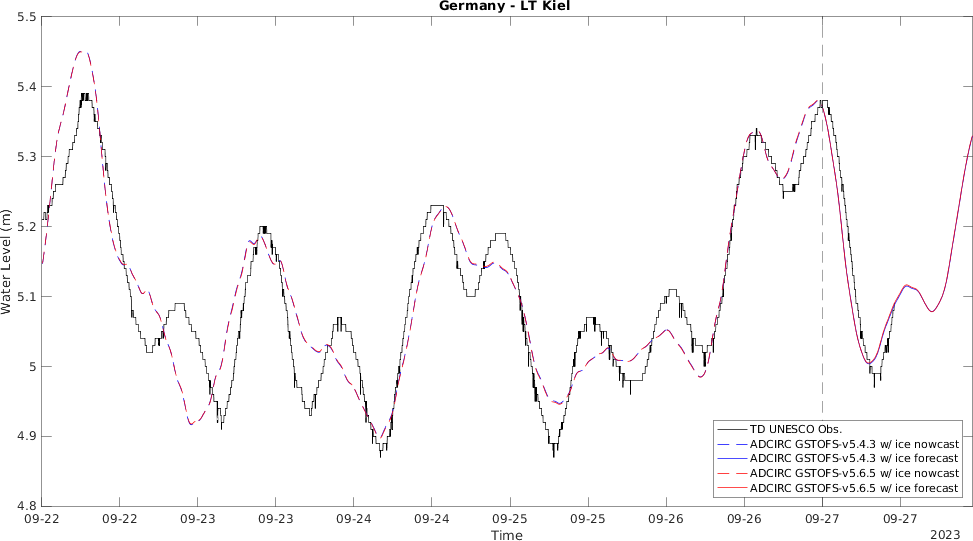 Germany - LT Kiel
5.5
5.4
5.3
5.2
5.1
5
4.9
4.8
Water Level (m)
09-22 09-22 09-23 09-23 09-24 09-24 09-25 09-25 09-26 09-26 09-27 09-27
Time
2023
TD UNESCO Obs.
ADCIRC GSTOFS-v5.4.3 w/ ice nowcast
ADCIRC GSTOFS-v5.4.3 w/ ice forecast
ADCIRC GSTOFS-v5.6.5 w/ ice nowcast
ADCIRC GSTOFS-v5.6.5 w/ ice forecast